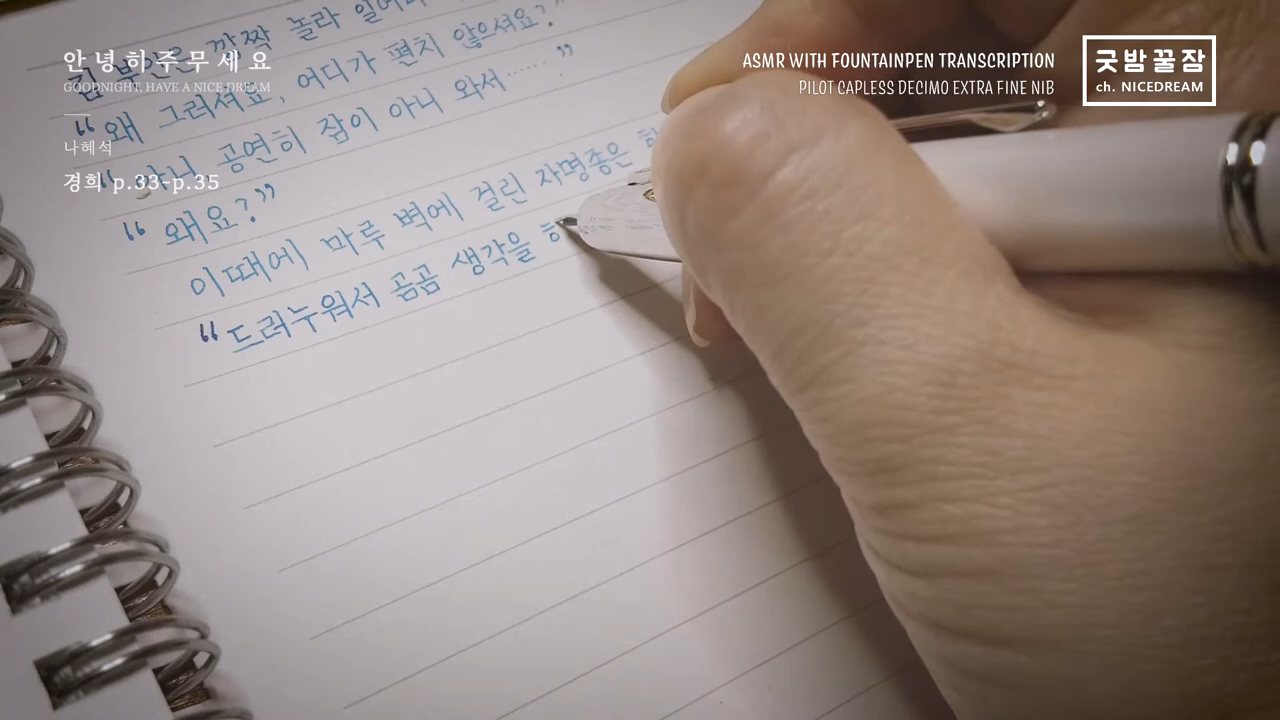 안녕히주무세요
GOODNIGHT, HAVE A NICE DREAM
나혜석
경희 p.33~p.35
ASMR WITH FOUNTAINPEN TRANSCRIPTION
PILOT CAPLESS DECIMO EXTRA FINE NIB
굿밤꿀잠
ch. NICEDREAM
깜짝 놀라
“왜 그러셔요, 어디가 편치 않으셔요?”
공연히 잠이 아니 와서……”
“왜요?”
이때에 마루 벽에 걸린 자명종은
“드러누워서 곰곰 생각을 하